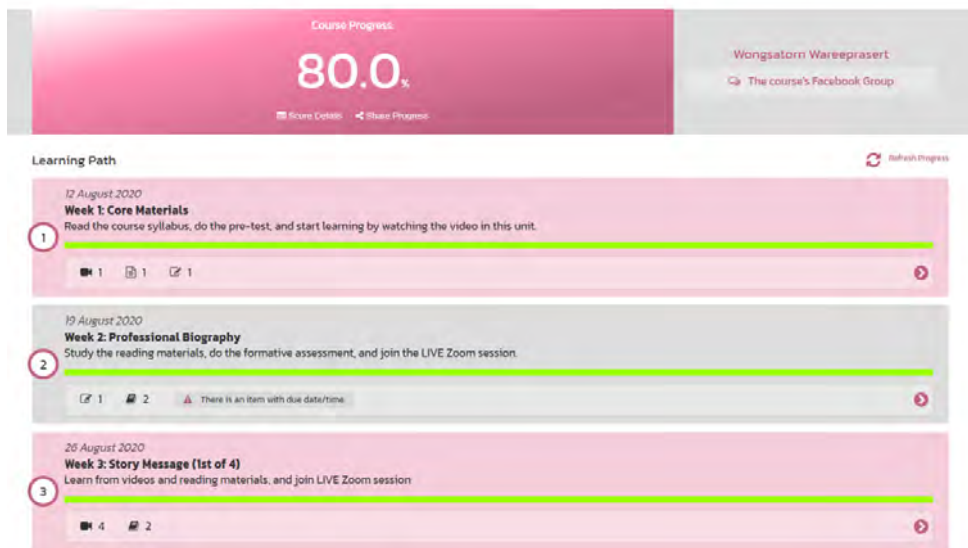 Course Progress
80.0%
Score Details Share Progress
Wongsatorn Wareeprasert
The course's Facebook Group
Learning Path
Refresh Progress
12 August 2020
Week 1: Core Materials
Read the course syllabus, do the pre-test, and start learning by watching the video in this unit.
1
1 1 1
19 August 2020
Week 2: Professional Biography
Study the reading materials, do the formative assessment, and join the LIVE Zoom session.
2
1 2 There is an item with due date/time
26 August 2020
Week 3: Story Message (1st of 4)
Learn from videos and reading materials, and join LIVE Zoom session
3
4 2